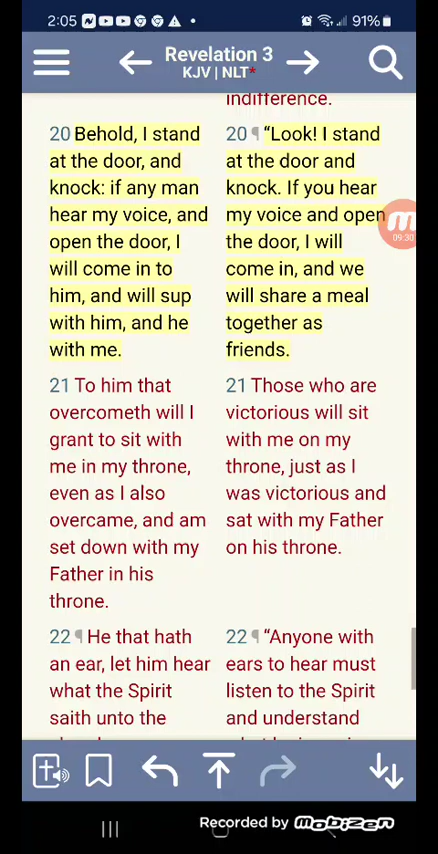 2:05
91%
Revelation 3
KJV | NLT*
indifference.
20 Behold, I stand
at the door, and
knock: if any man
hear my voice, and
open the door, I
will come in to
him, and will sup
with him, and he
with me.
20 ¶ “Look! I stand
at the door and
knock. If you hear
my voice and open
the door, I will
come in, and we
will share a meal
together as
friends.
m
09:30
21 To him that
overcometh will I
grant to sit with
me in my throne,
even as I also
overcame, and am
set down with my
Father in his
throne.
21 Those who are
victorious will sit
with me on my
throne, just as I
was victorious and
sat with my Father
on his throne.
22 ¶ He that hath
an ear, let him hear
what the Spirit
saith unto the
22 ¶ “Anyone with
ears to hear must
listen to the Spirit
and understand
Recorded by mobizen